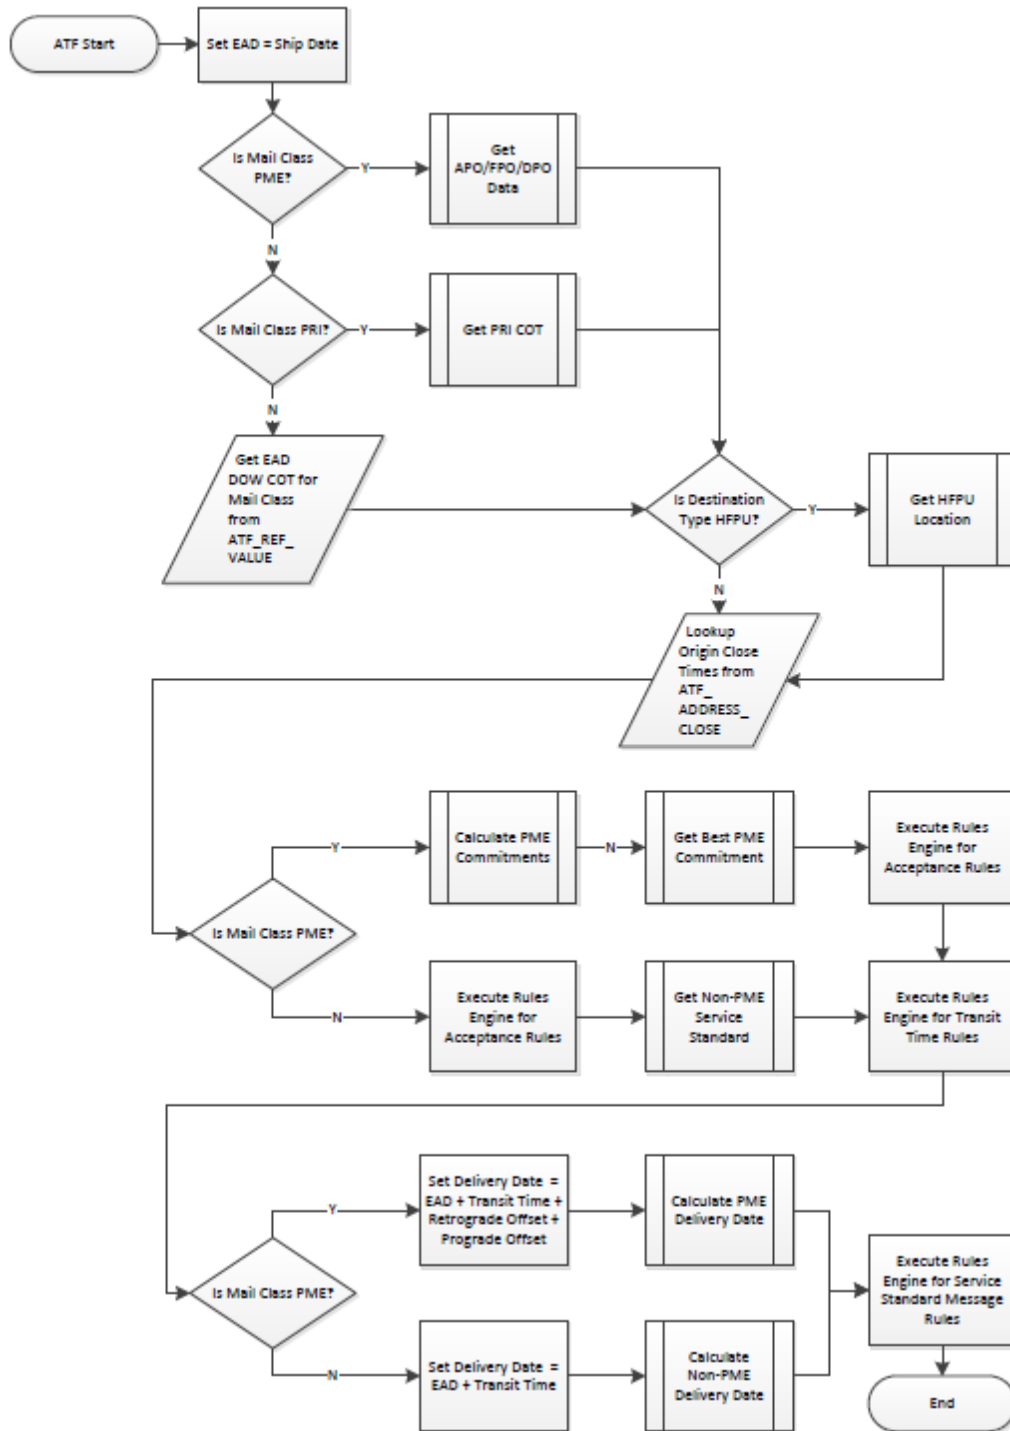 ATF Start
Set EAD = Ship Date
Is Mail Class
PME?
Y
Get
APO/FPO/DPO
Data
N
Is Mail Class PRI?
Y
Get PRI COT
N
Get EAD
DOW COT for
Mail Class
from
ATF_REF_
VALUE
Is Destination
Type HFPU?
Y
Get HFPU
Location
N
Lookup
Origin Close
Times from
ATF_
ADDRESS_
CLOSE
Is Mail Class PME?
Y
Calculate PME
Commitments
N
Get Best PME
Commitment
Execute Rules
Engine for
Acceptance Rules
N
Execute Rules
Engine for
Acceptance Rules
Get Non-PME
Service
Standard
Execute Rules
Engine for Transit
Time Rules
Is Mail Class PME?
Y
Set Delivery Date =
EAD + Transit Time +
Retrograde Offset +
Prograde Offset
Calculate PME
Delivery Date
N
Set Delivery Date =
EAD + Transit Time
Calculate
Non-PME
Delivery Date
Execute Rules
Engine for Service
Standard Message
Rules
End